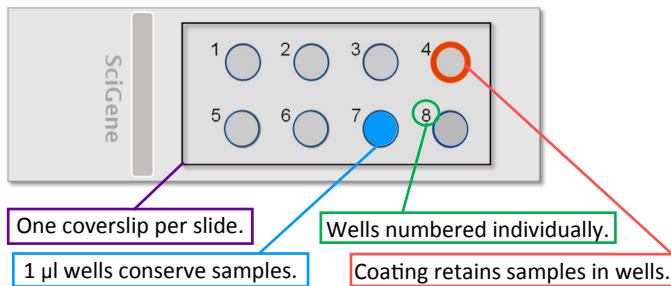 SciGene
1 2 3 4
5 6 7 8
One coverslip per slide.
Wells numbered individually.
1 µl wells conserve samples.
Coating retains samples in wells.